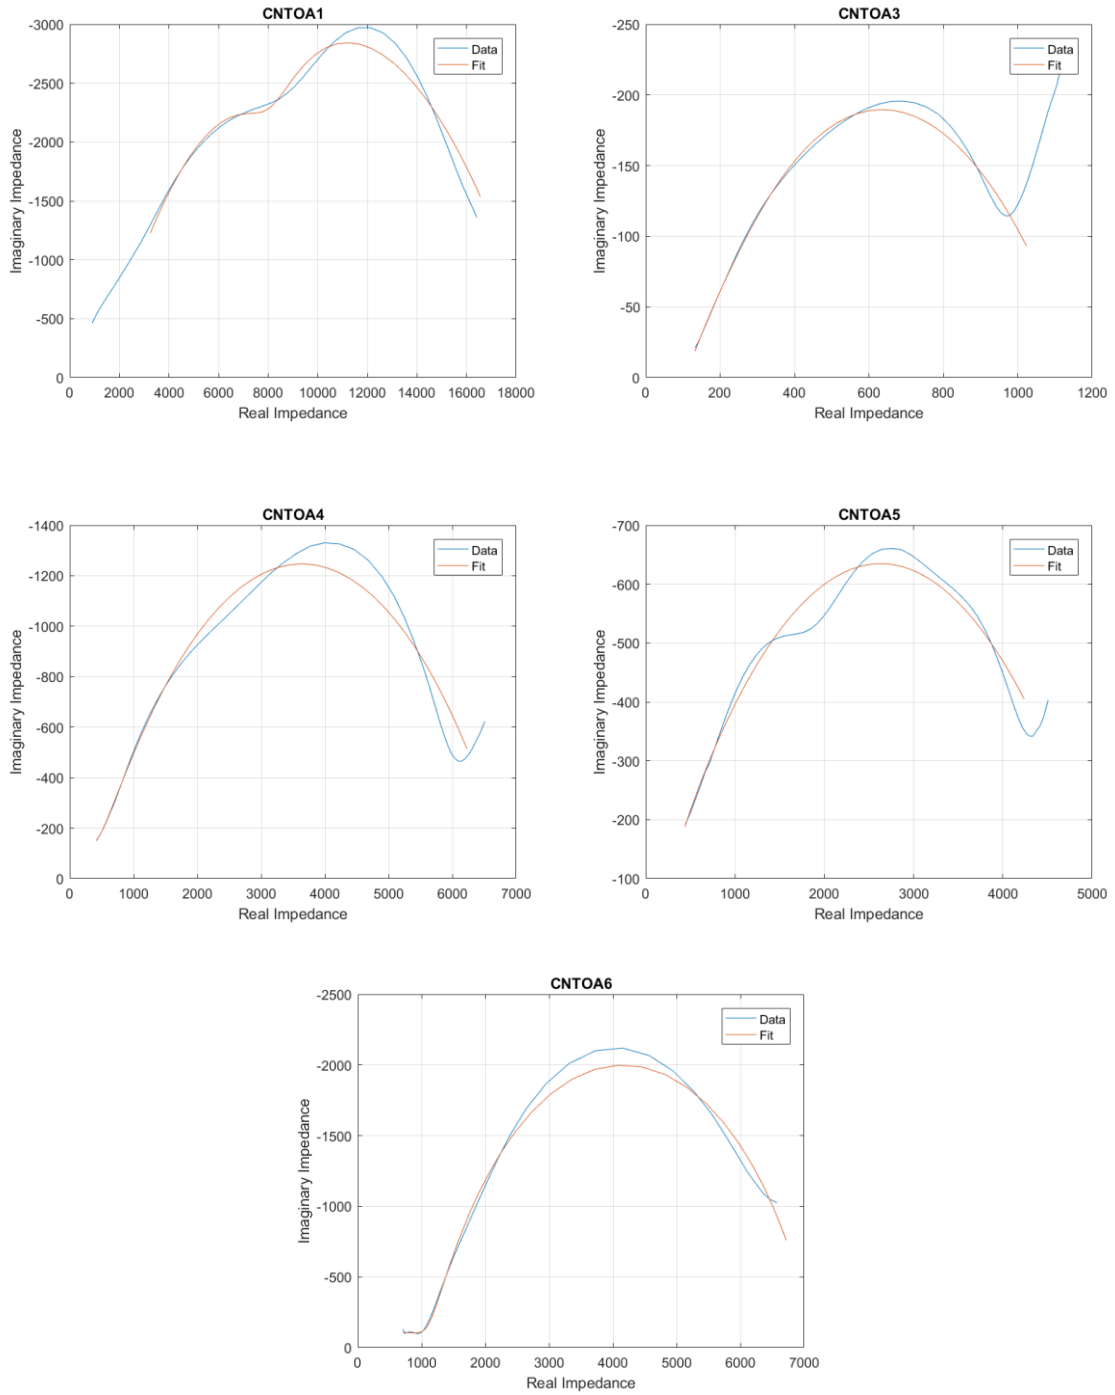 CNTOA1
-3000
-2500
-2000
-1500
-1000
-500
0
Imaginary Impedance
Data
Fit
0 2000 4000 6000 8000 10000 12000 14000 16000 18000
Real Impedance
CNTOA3
-250
-200
-150
-100
-50
0
Imaginary Impedance
Data
Fit
0 200 400 600 800 1000 1200
Real Impedance
CNTOA4
-1400
-1200
-1000
-800
-600
-400
-200
0
Imaginary Impedance
Data
Fit
0 1000 2000 3000 4000 5000 6000 7000
Real Impedance
CNTOA5
-700
-600
-500
-400
-300
-200
-100
Imaginary Impedance
Data
Fit
0 1000 2000 3000 4000 5000
Real Impedance
CNTOA6
-2500
-2000
-1500
-1000
-500
0
Imaginary Impedance
Data
Fit
0 1000 2000 3000 4000 5000 6000 7000
Real Impedance